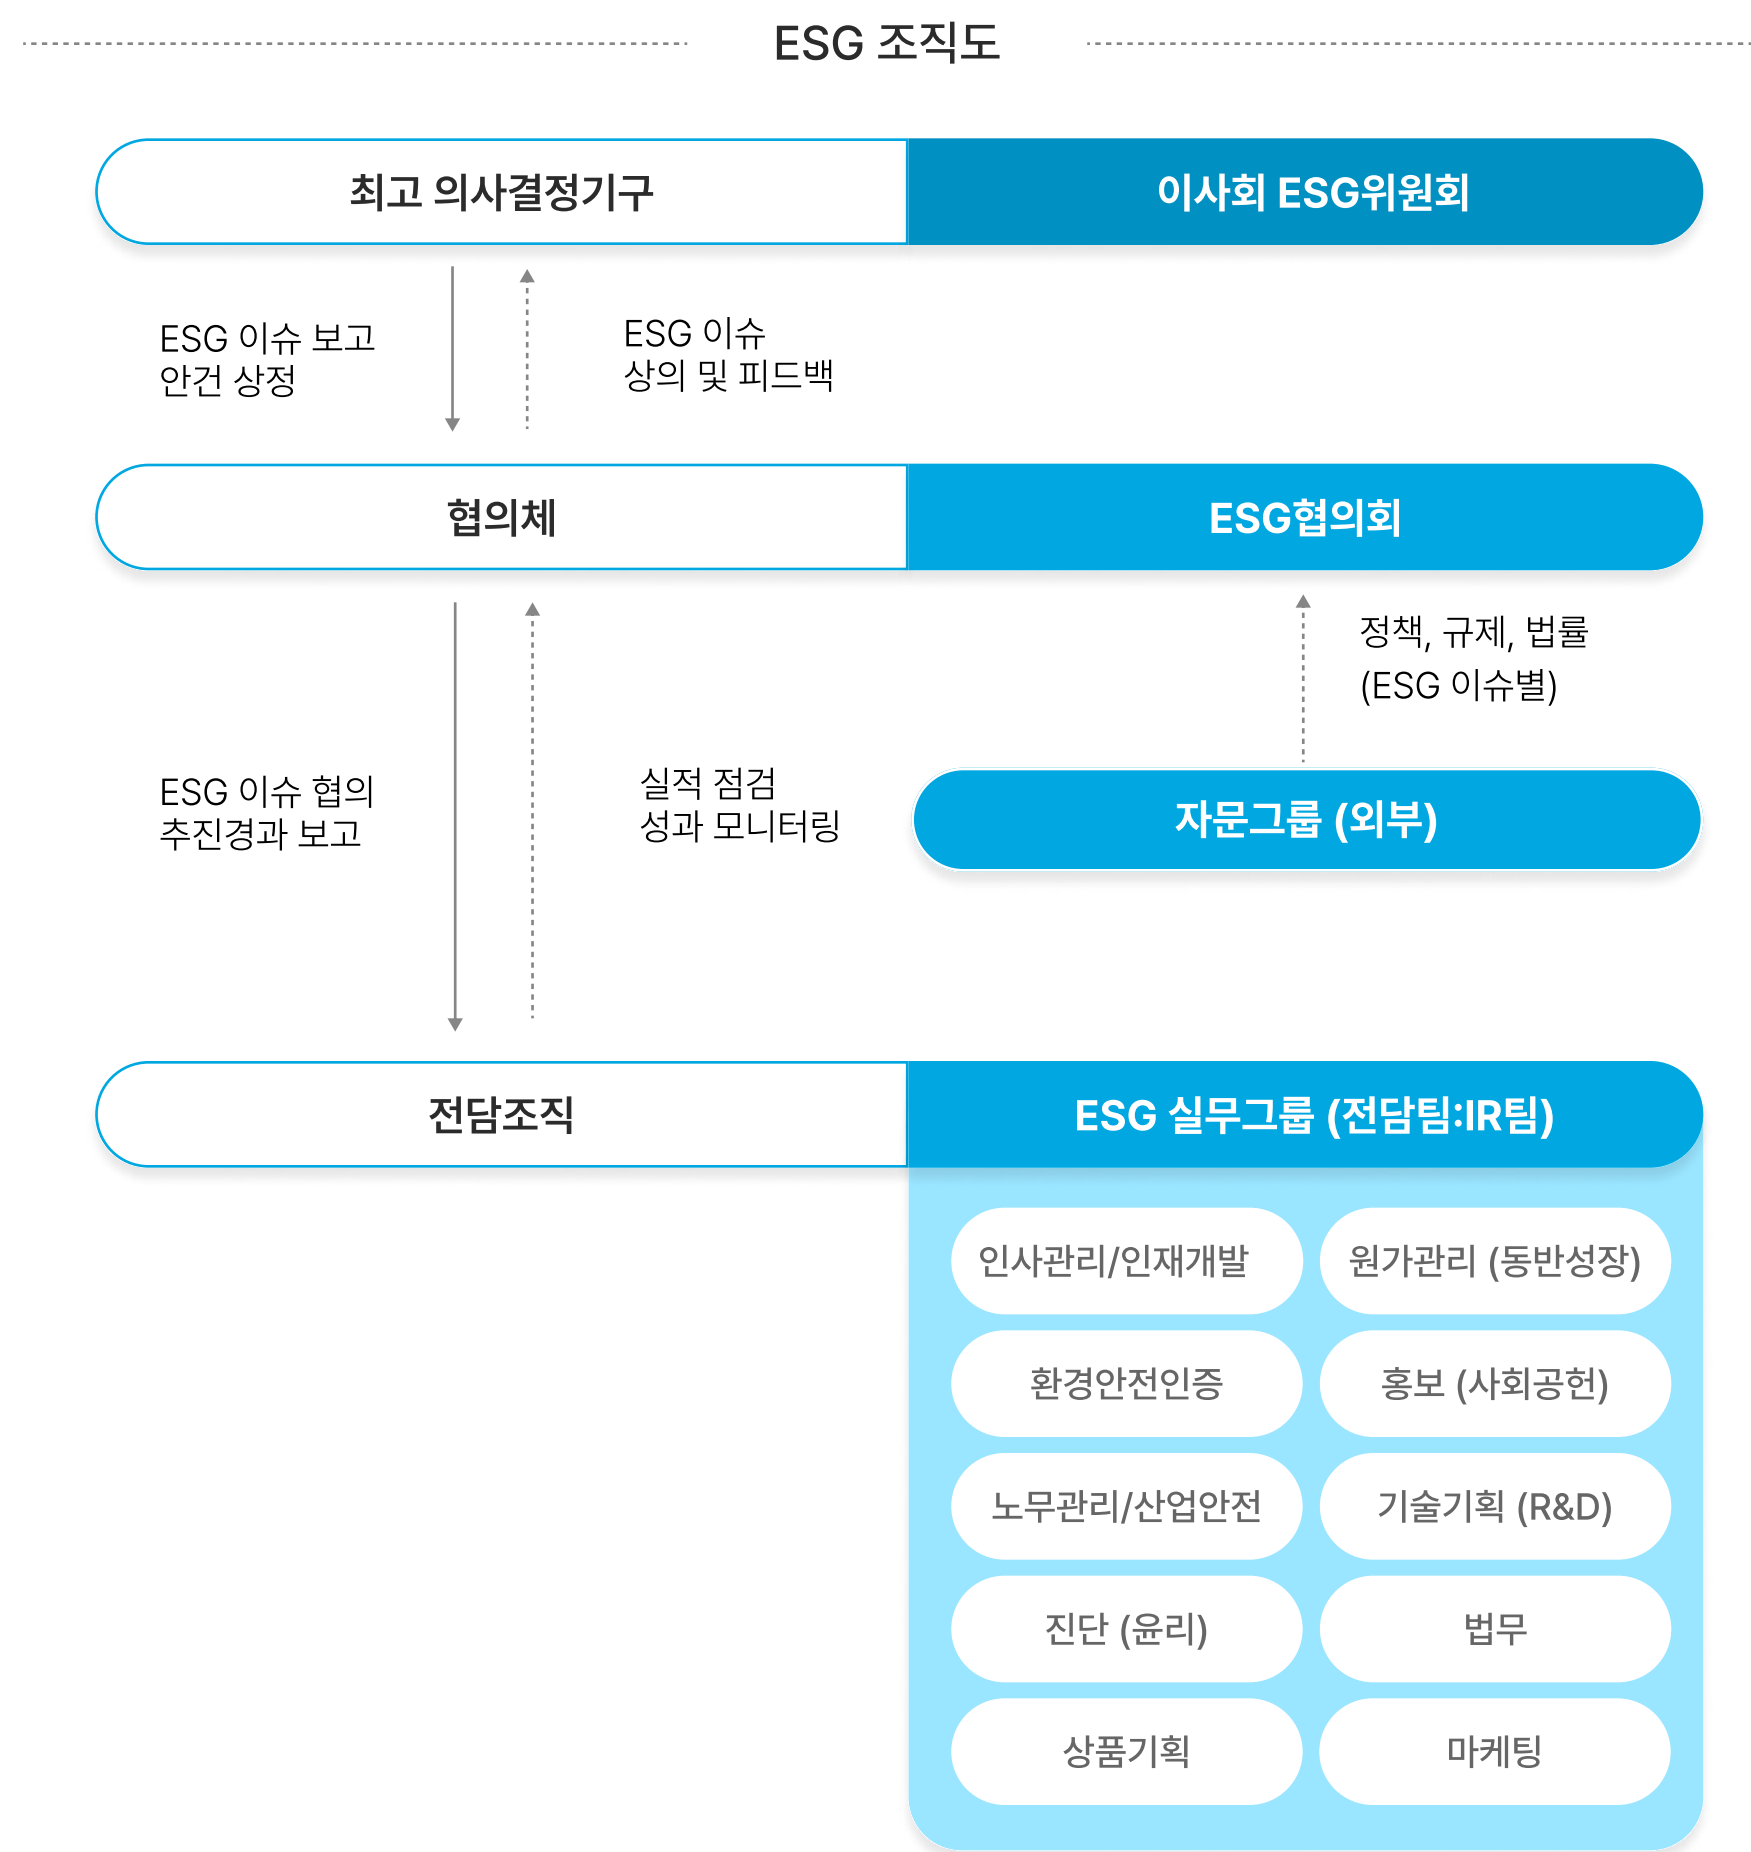 ESG 조직도
최고 의사결정기구
이사회 ESG위원회
ESG 이슈 보고
안건 상정
ESG 이슈
상의 및 피드백
협의체
ESG협의회
정책, 규제, 법률
(ESG 이슈별)
ESG 이슈 협의
추진경과 보고
실적 점검
성과 모니터링
자문그룹 (외부)
전담조직
ESG 실무그룹 (전담팀:IR팀)
인사관리/인재개발
원가관리 (동반성장)
환경안전인증
홍보 (사회공헌)
노무관리/산업안전
기술기획 (R&D)
진단 (윤리)
법무
상품기획
마케팅